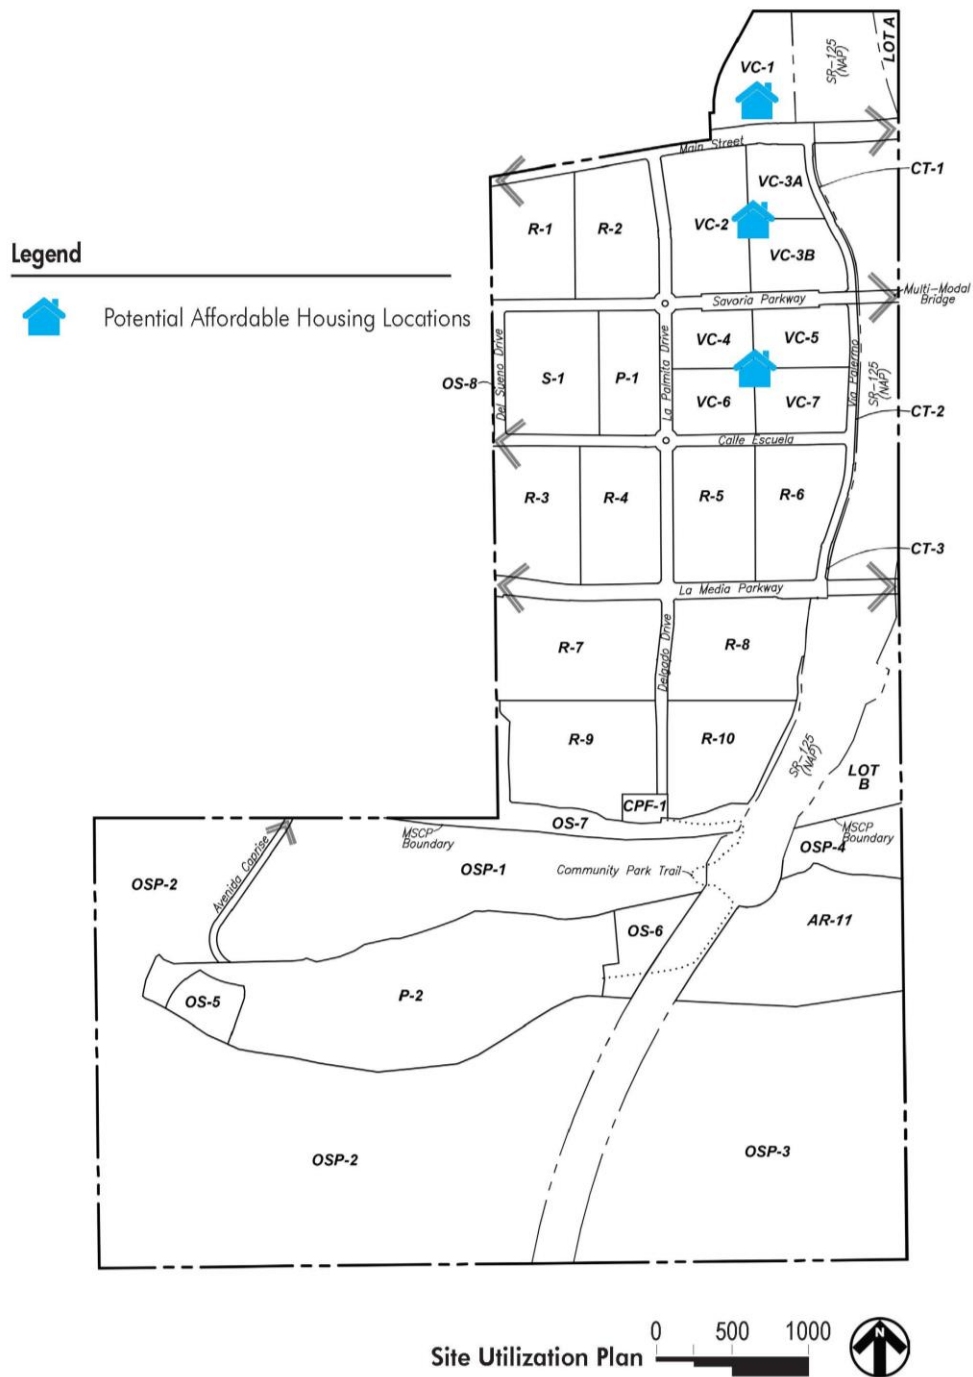 LOT A
SR-125
(NAP)
VC-1
Main Street
CT-1
VC-3A
R-1
R-2
VC-2
VC-3B
Legend
Potential Affordable Housing Locations
Multi-Modal
Bridge
Savoria Parkway
VC-4
VC-5
Del Sueno Drive
La Palmita Drive
Via Palermo
SR-125
(NAP)
OS-8
S-1
P-1
VC-6
VC-7
CT-2
Calle Escuela
R-3
R-4
R-5
R-6
CT-3
La Media Parkway
R-7
Delgado Drive
R-8
R-9
R-10
SR-125
(NAP)
LOT
B
CPF-1
OS-7
MSCP
Boundary
MSCP
Boundary
OSP-4
Avenida Caprise
OSP-2
OSP-1
Community Park Trail
AR-11
OS-6
P-2
OS-5
OSP-2
OSP-3
Site Utilization Plan
0 500 1000
N